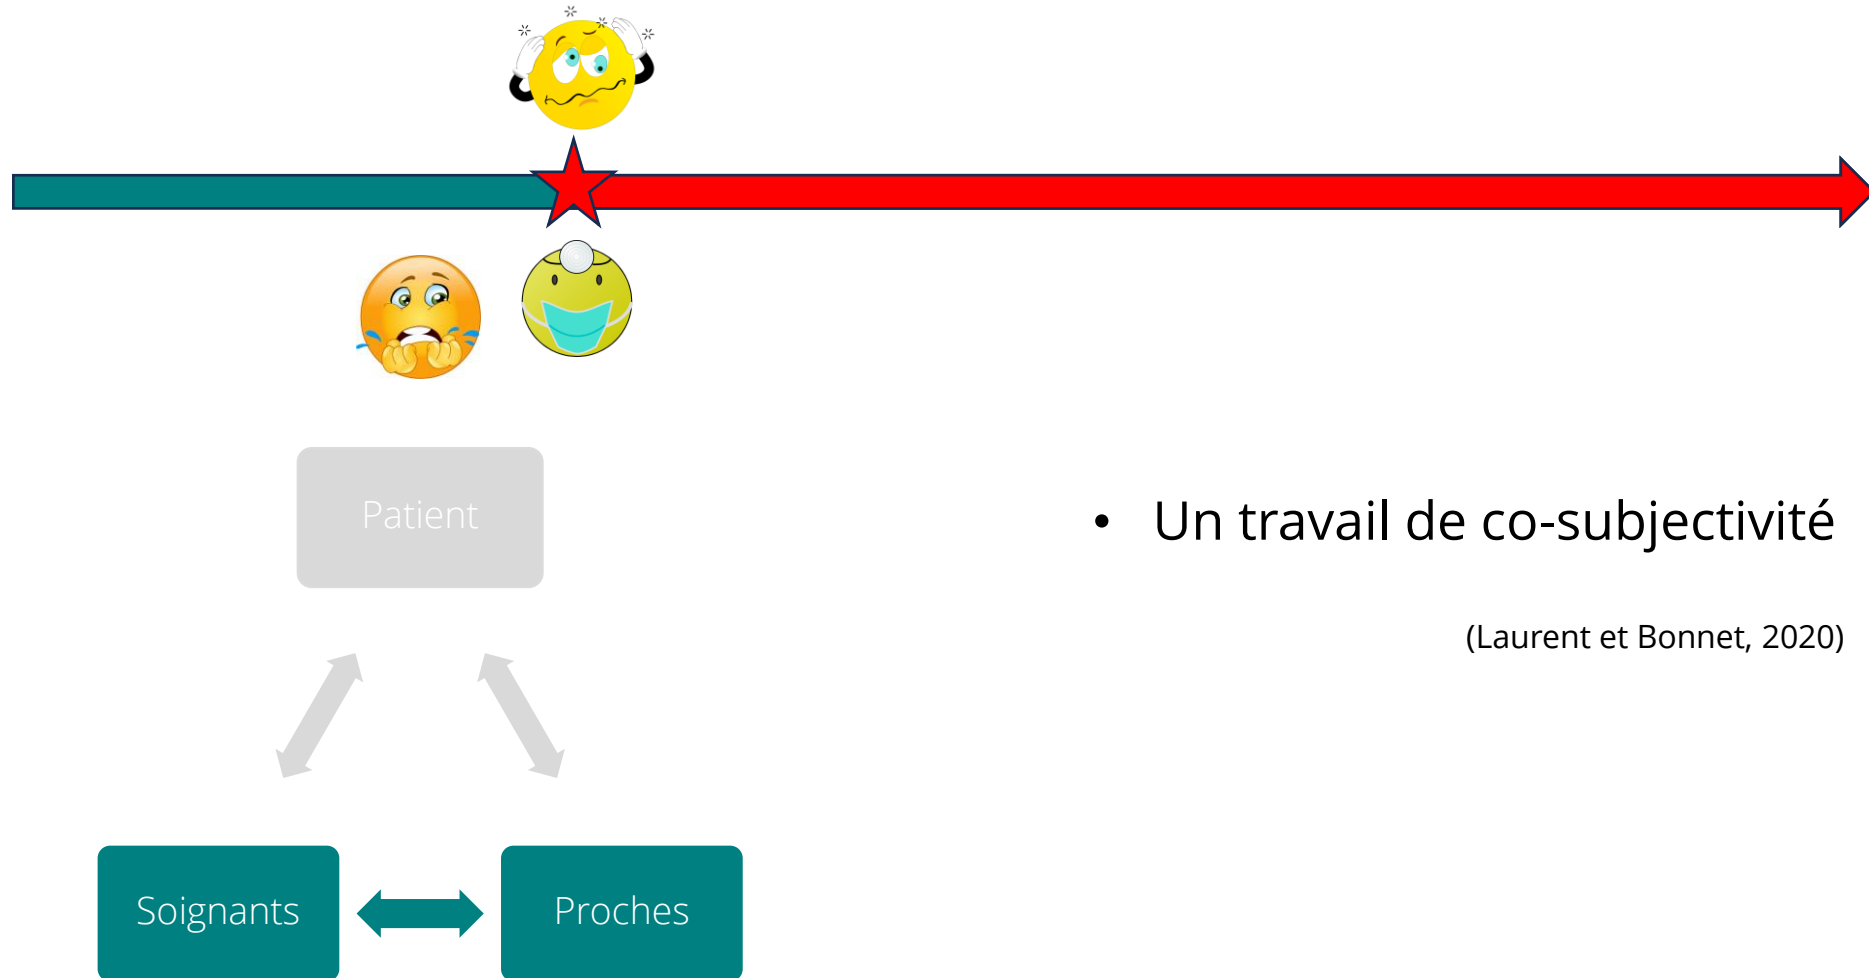 Patient
• Un travail de co-subjectivité
(Laurent et Bonnet, 2020)
Soignants
Proches